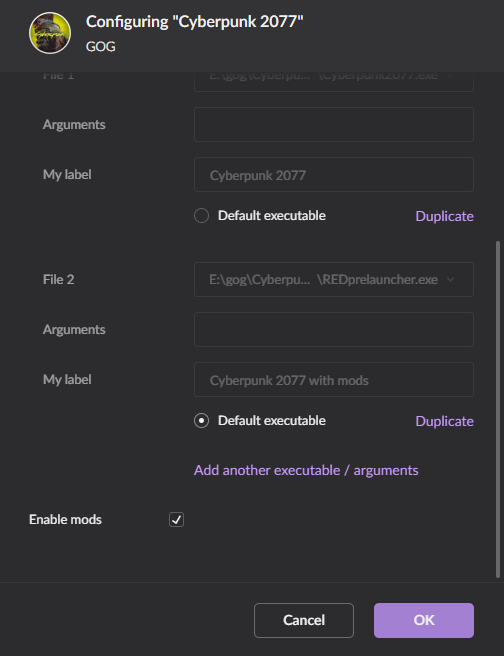 Configuring "Cyberpunk 2077"
GOG
File 1 E:\gog\Cyberpu... \Cyberpunk2077.exe
Arguments
My label Cyberpunk 2077
Default executable Duplicate
File 2 E:\gog\Cyberpu... \REDprelauncher.exe
Arguments
My label Cyberpunk 2077 with mods
Default executable Duplicate
Add another executable / arguments
Enable mods
Cancel OK